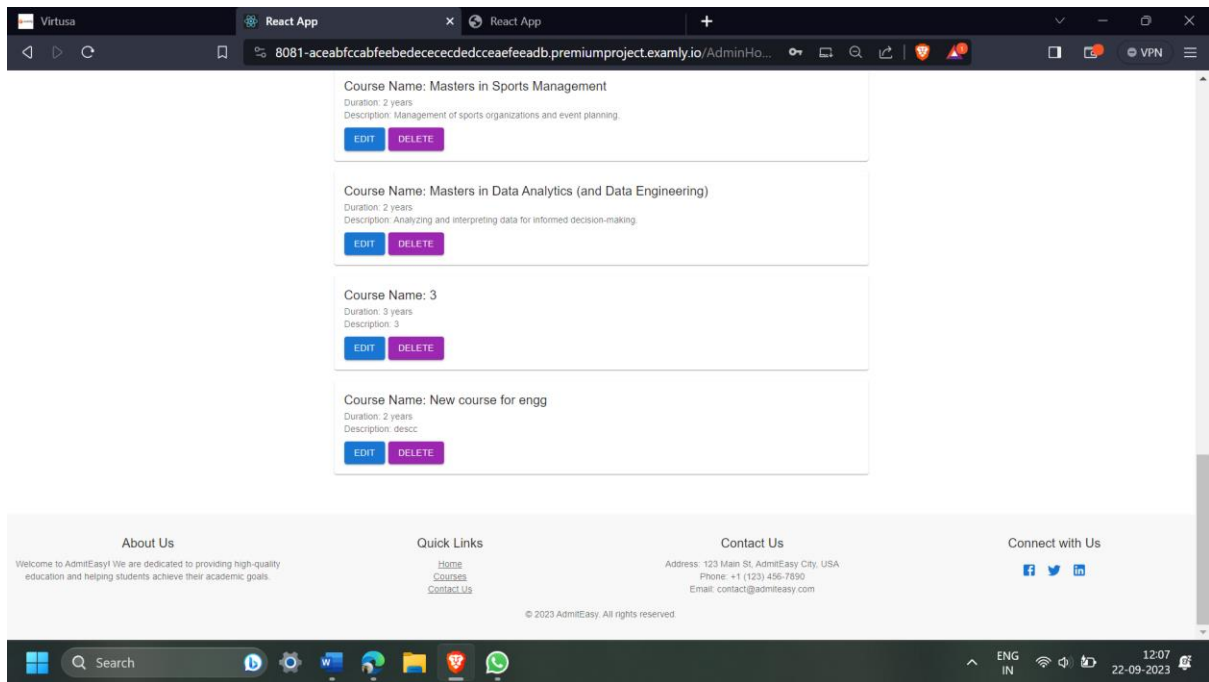 Virtusa
React App
React App
8081-aceabfccabfeebedecececdedcceaefeeadb.premiumproject.examly.io/AdminHo...
VPN
Course Name: Masters in Sports Management
Duration: 2 years
Description: Management of sports organizations and event planning.
EDIT DELETE
Course Name: Masters in Data Analytics (and Data Engineering)
Duration: 2 years
Description: Analyzing and interpreting data for informed decision-making.
EDIT DELETE
Course Name: 3
Duration: 3 years
Description: 3
EDIT DELETE
Course Name: New course for engg
Duration: 2 years
Description: descc
EDIT DELETE
About Us
Welcome to AdmitEasy! We are dedicated to providing high-quality
education and helping students achieve their academic goals.
Quick Links
Home
Courses
Contact Us
Contact Us
Address: 123 Main St, AdmitEasy City, USA
Phone: +1 (123) 456-7890
Email: contact@admiteasy.com
Connect with Us
© 2023 AdmitEasy. All rights reserved.
Search
ENG
IN
12:07
22-09-2023